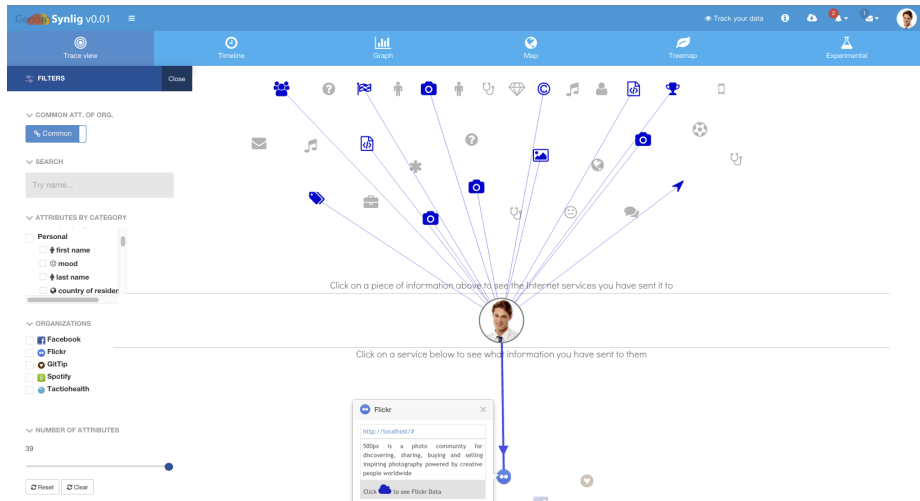 Genom Synlig v0.01
Track your data
2
1
Trace view
Timeline
Graph
Map
Treemap
Experimental
FILTERS
Close
COMMON ATT. OF ORG.
Common
SEARCH
Try name...
ATTRIBUTES BY CATEGORY
Personal
first name
mood
last name
country of residen
ORGANIZATIONS
Facebook
Flickr
GitTip
Spotify
Tactiohealth
NUMBER OF ATTRIBUTES
39
Reset
Clear
Click on a piece of information above to see the Internet services you have sent it to
Click on a service below to see what information you have sent to them
Flickr
http://localhost/#
500px is a photo community for
discovering, sharing, buying and selling
inspiring photography powered by creative
people worldwide
Click to see Flickr Data